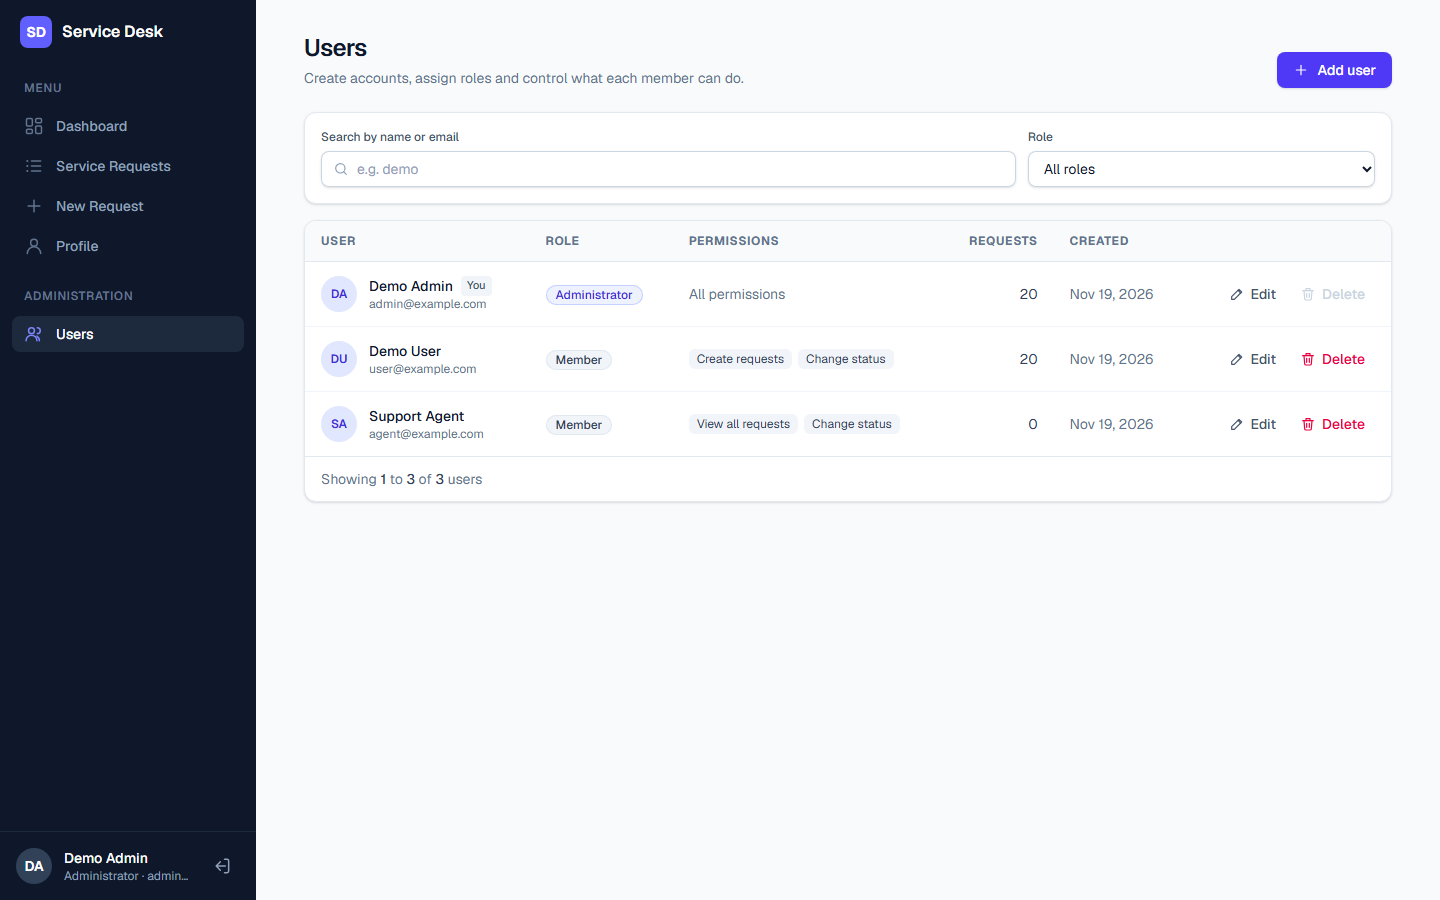 SD Service Desk
MENU
Dashboard
Service Requests
New Request
Profile
ADMINISTRATION
Users
DA Demo Admin
Administrator · admin…
Users
Create accounts, assign roles and control what each member can do.
Add user
Search by name or email Role
e.g. demo All roles
USER ROLE PERMISSIONS REQUESTS CREATED
DA Demo Admin You Administrator All permissions 20 Nov 19, 2026 Edit Delete
admin@example.com
DU Demo User Member Create requests Change status 20 Nov 19, 2026 Edit Delete
user@example.com
SA Support Agent Member View all requests Change status 0 Nov 19, 2026 Edit Delete
agent@example.com
Showing 1 to 3 of 3 users